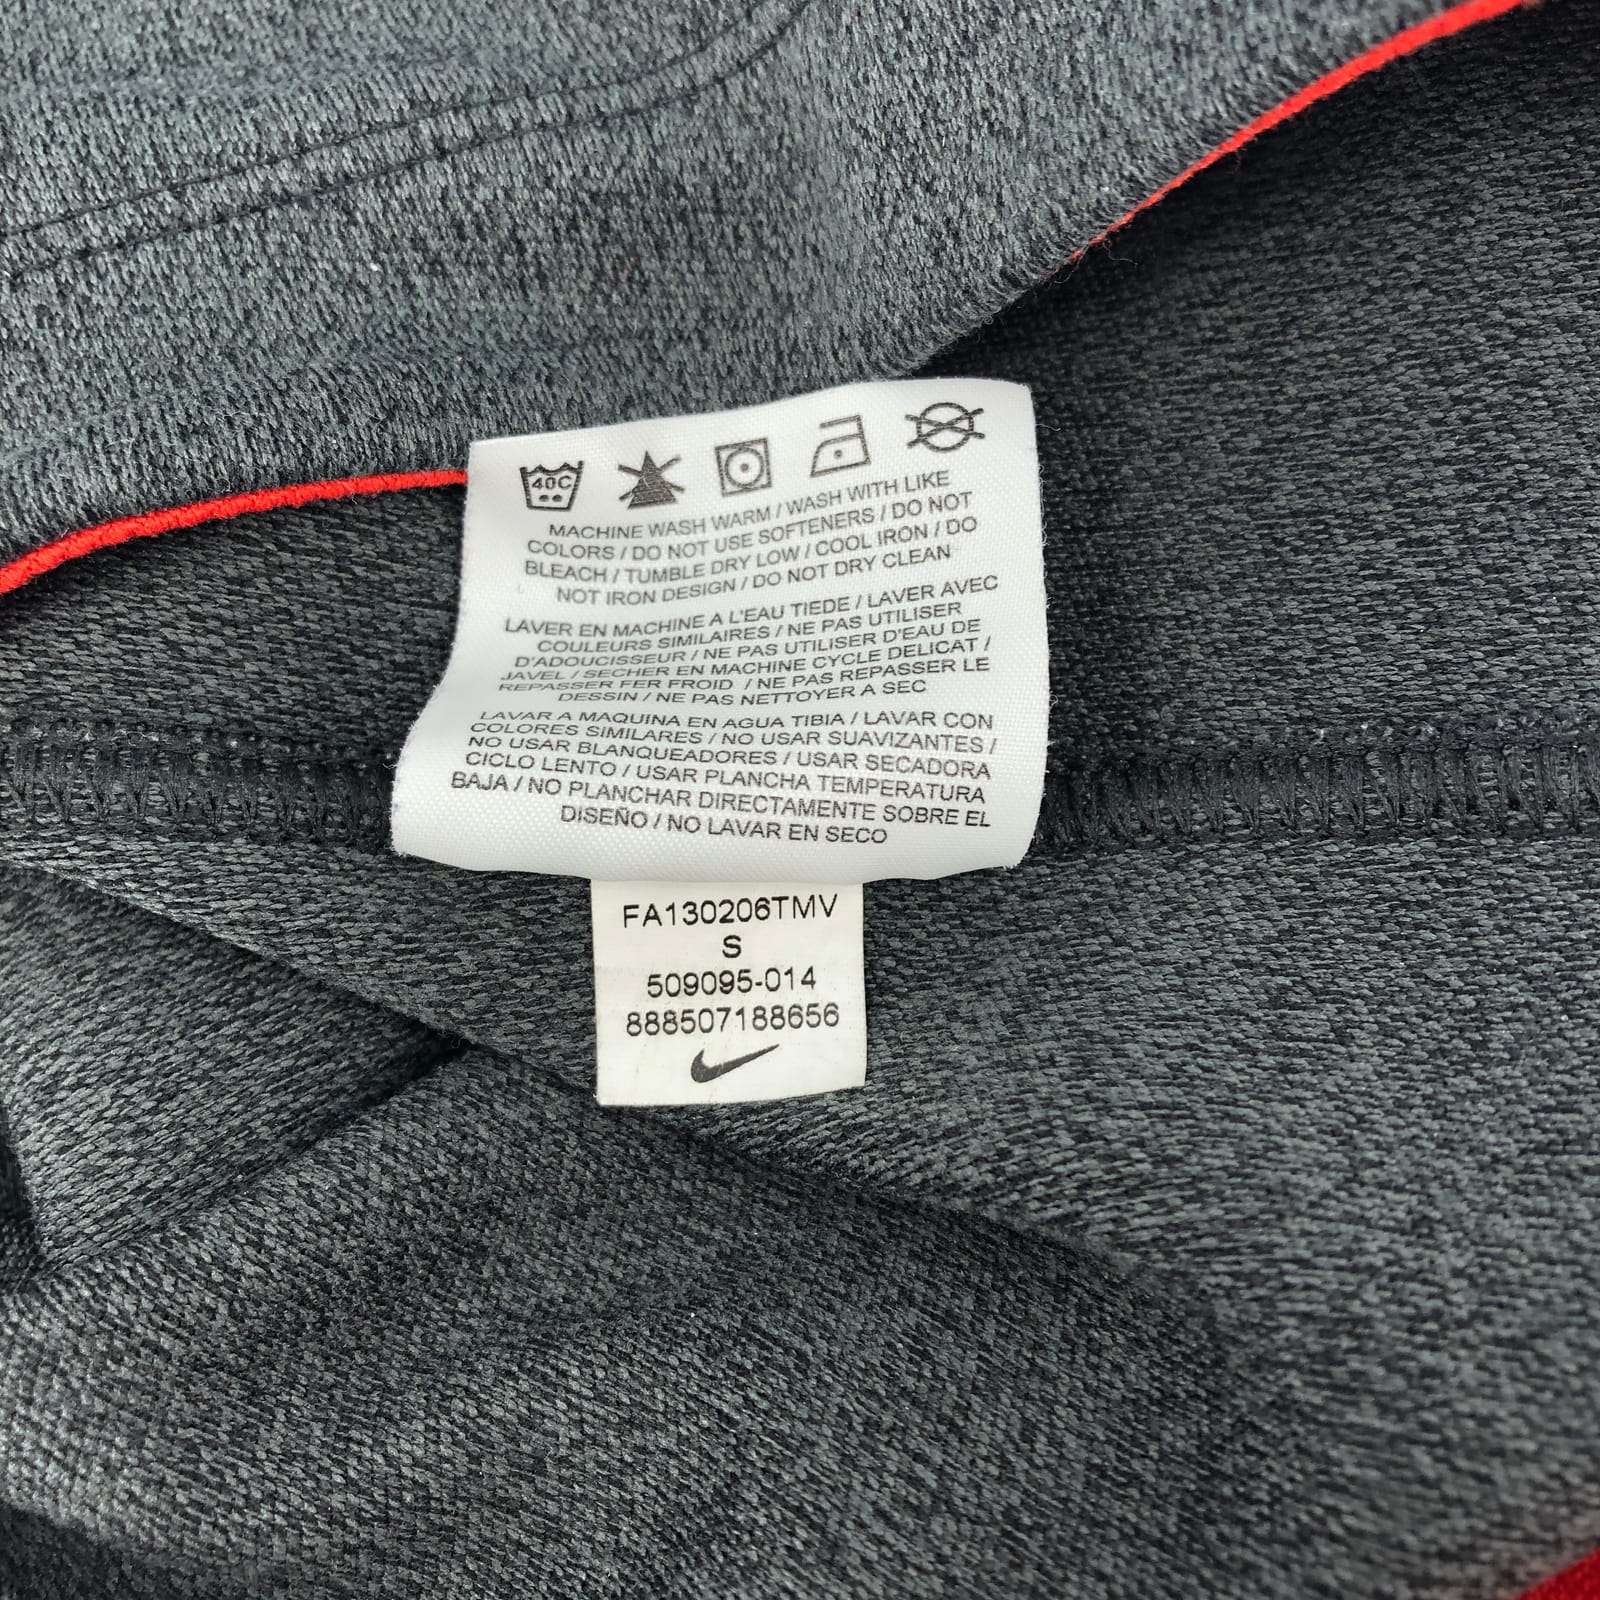 40C
MACHINE WASH WARM / WASH WITH LIKE
COLORS / DO NOT USE SOFTENERS / DO NOT
BLEACH / TUMBLE DRY LOW / COOL IRON / DO
NOT IRON DESIGN / DO NOT DRY CLEAN
LAVER EN MACHINE A L'EAU TIEDE / LAVER AVEC
COULEURS SIMILAIRES / NE PAS UTILISER
D'ADOUCISSEUR / NE PAS UTILISER D'EAU DE
JAVEL / SECHER EN MACHINE CYCLE DELICAT /
REPASSER FER FROID / NE PAS REPASSER LE
DESSIN / NE PAS NETTOYER A SEC
LAVAR A MAQUINA EN AGUA TIBIA / LAVAR CON
COLORES SIMILARES / NO USAR SUAVIZANTES /
NO USAR BLANQUEADORES / USAR SECADORA
CICLO LENTO / USAR PLANCHA TEMPERATURA
BAJA / NO PLANCHAR DIRECTAMENTE SOBRE EL
DISEÑO / NO LAVAR EN SECO
FA130206TMV
S
509095-014
888507188656